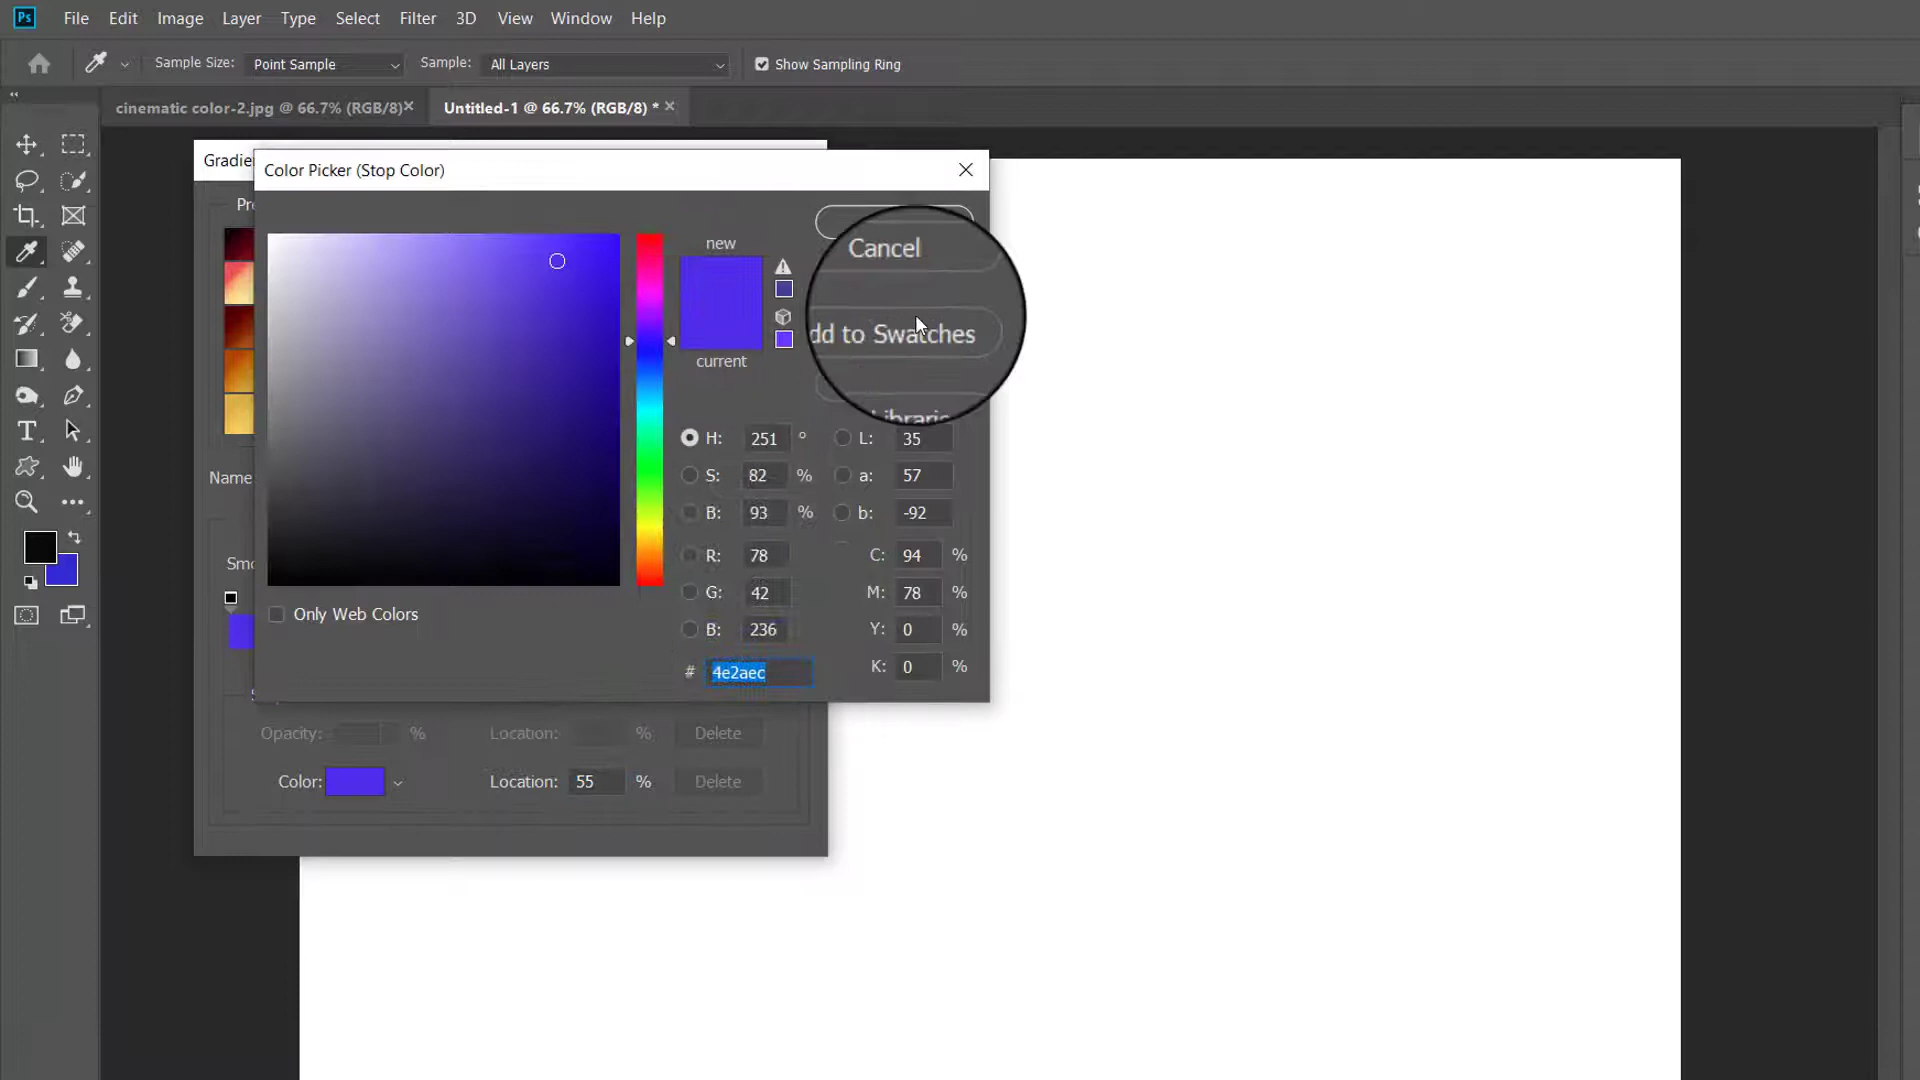 Ps File Edit Image Layer Type Select Filter 3D View Window Help
Sample Size: Point Sample Sample: All Layers Show Sampling Ring
cinematic color-2.jpg @ 66.7% (RGB/8) Untitled-1 @ 66.7% (RGB/8) *
Color Picker (Stop Color)
new
Cancel
dd to Swatches
current
H: 251 ° L: 35
S: 82 % a: 57
Name
B: 93 % b: -92
R: 78 C: 94 %
G: 42 M: 78 %
Only Web Colors
B: 236 Y: 0 %
# 4e2aec K: 0 %
Opacity: % Location: % Delete
Color: Location: 55 % Delete